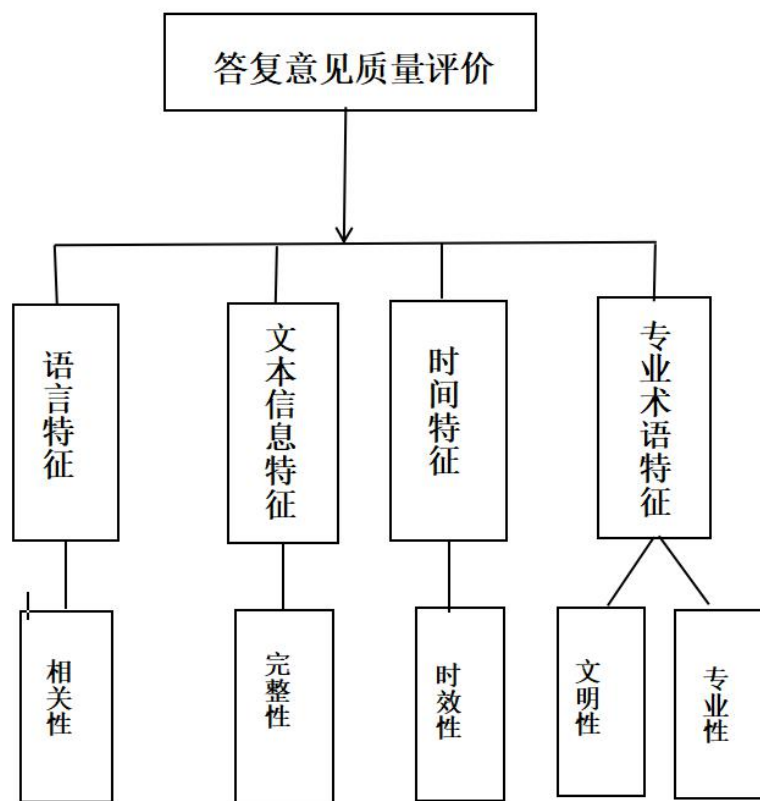 答复意见质量评价
语言特征
文本信息特征
时间特征
专业术语特征
相关性
完整性
时效性
文明性
专业性